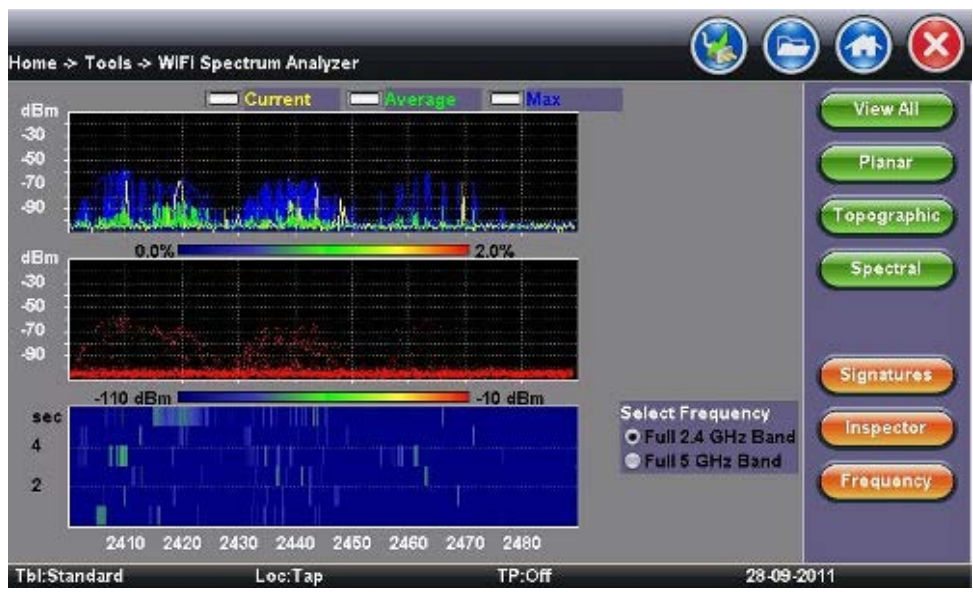 Home -> Tools -> WiFi Spectrum Analyzer
Current Average Max
dBm
-30
-50
-70
-90
0.0% 2.0%
dBm
-30
-50
-70
-90
-110 dBm -10 dBm
sec
4
2
2410 2420 2430 2440 2450 2460 2470 2480
Select Frequency
Full 2.4 GHz Band
Full 5 GHz Band
View All
Planar
Topographic
Spectral
Signatures
Inspector
Frequency
Tbl:Standard Loc:Tap TP:Off 28-09-2011